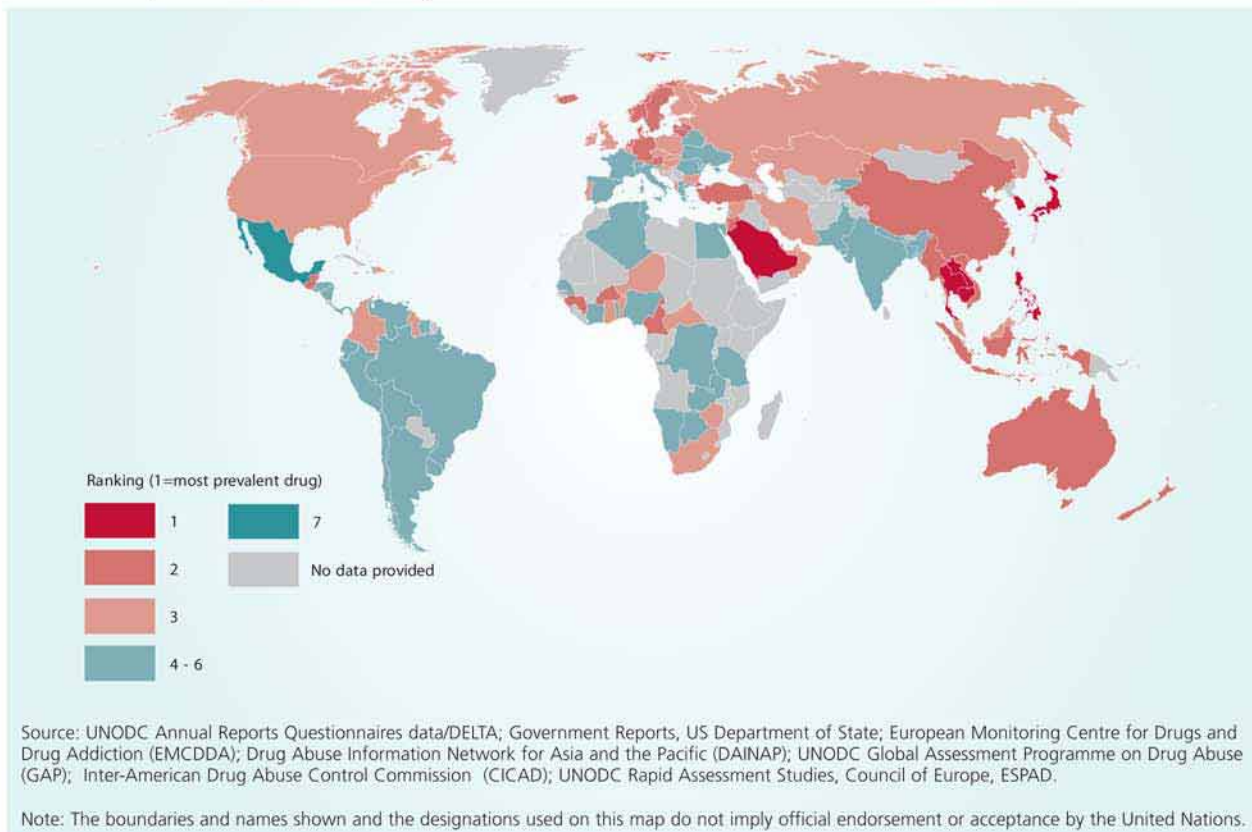 Ranking (1=most prevalent drug)
1
7
2
No data provided
3
4 - 6
Source: UNODC Annual Reports Questionnaires data/DELTA; Government Reports, US Department of State; European Monitoring Centre for Drugs and
Drug Addiction (EMCDDA); Drug Abuse Information Network for Asia and the Pacific (DAINAP); UNODC Global Assessment Programme on Drug Abuse
(GAP); Inter-American Drug Abuse Control Commission (CICAD); UNODC Rapid Assessment Studies, Council of Europe, ESPAD.
Note: The boundaries and names shown and the designations used on this map do not imply official endorsement or acceptance by the United Nations.